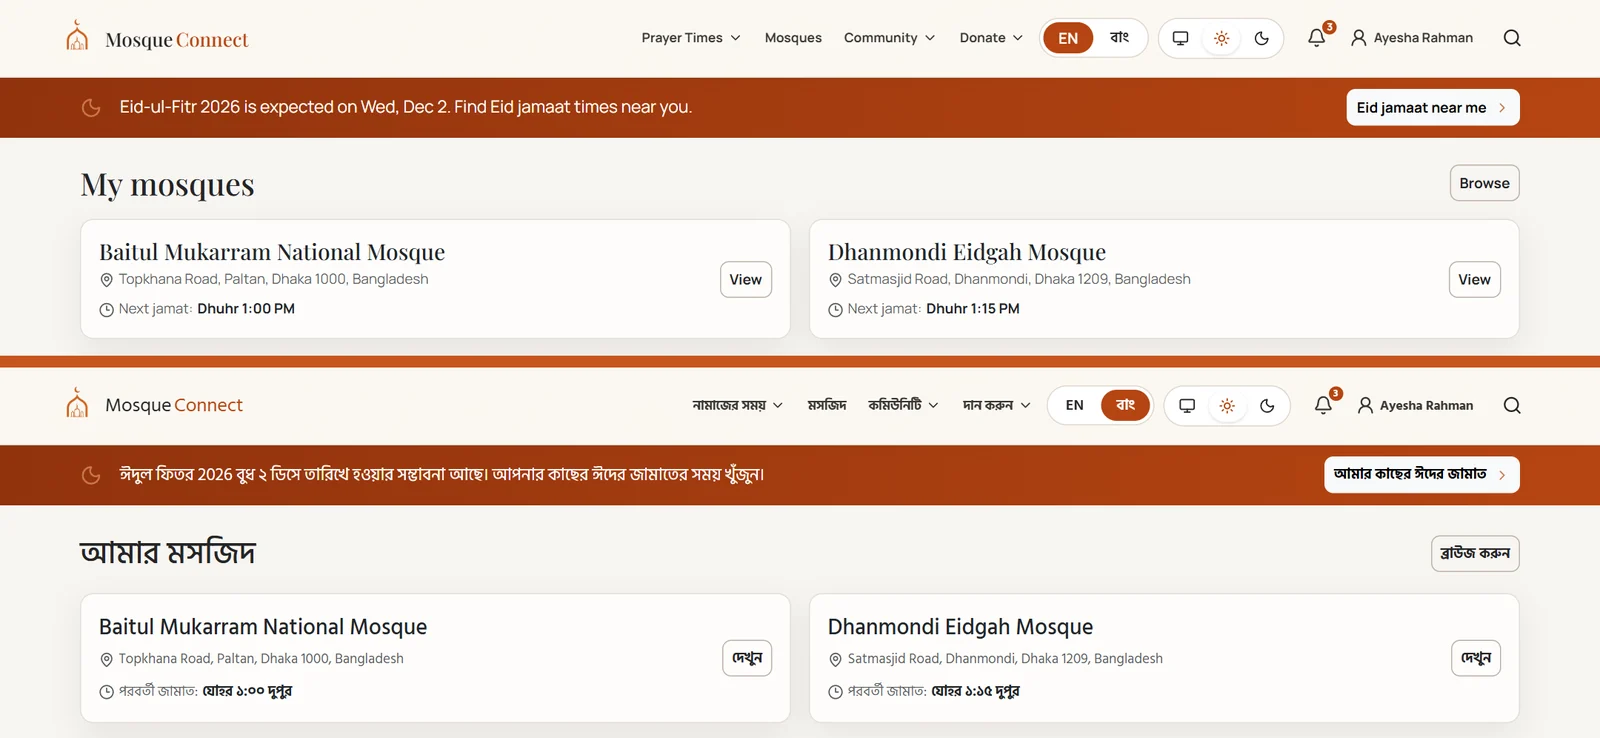 Mosque Connect
Prayer Times Mosques Community Donate EN বাং 3 Ayesha Rahman
Eid-ul-Fitr 2026 is expected on Wed, Dec 2. Find Eid jamaat times near you. Eid jamaat near me
My mosques Browse
Baitul Mukarram National Mosque
Topkhana Road, Paltan, Dhaka 1000, Bangladesh
Next jamat: Dhuhr 1:00 PM
View
Dhanmondi Eidgah Mosque
Satmasjid Road, Dhanmondi, Dhaka 1209, Bangladesh
Next jamat: Dhuhr 1:15 PM
View
Mosque Connect
নামাজের সময় মসজিদ কমিউনিটি দান করুন EN বাং 3 Ayesha Rahman
ঈদুল ফিতর 2026 বুধ ২ ডিসে তারিখে হওয়ার সম্ভাবনা আছে। আপনার কাছের ঈদের জামাতের সময় খুঁজুন। আমার কাছের ঈদের জামাত
আমার মসজিদ ব্রাউজ করুন
Baitul Mukarram National Mosque
Topkhana Road, Paltan, Dhaka 1000, Bangladesh
পরবর্তী জামাত: যোহর ১:০০ দুপুর
দেখুন
Dhanmondi Eidgah Mosque
Satmasjid Road, Dhanmondi, Dhaka 1209, Bangladesh
পরবর্তী জামাত: যোহর ১:১৫ দুপুর
দেখুন